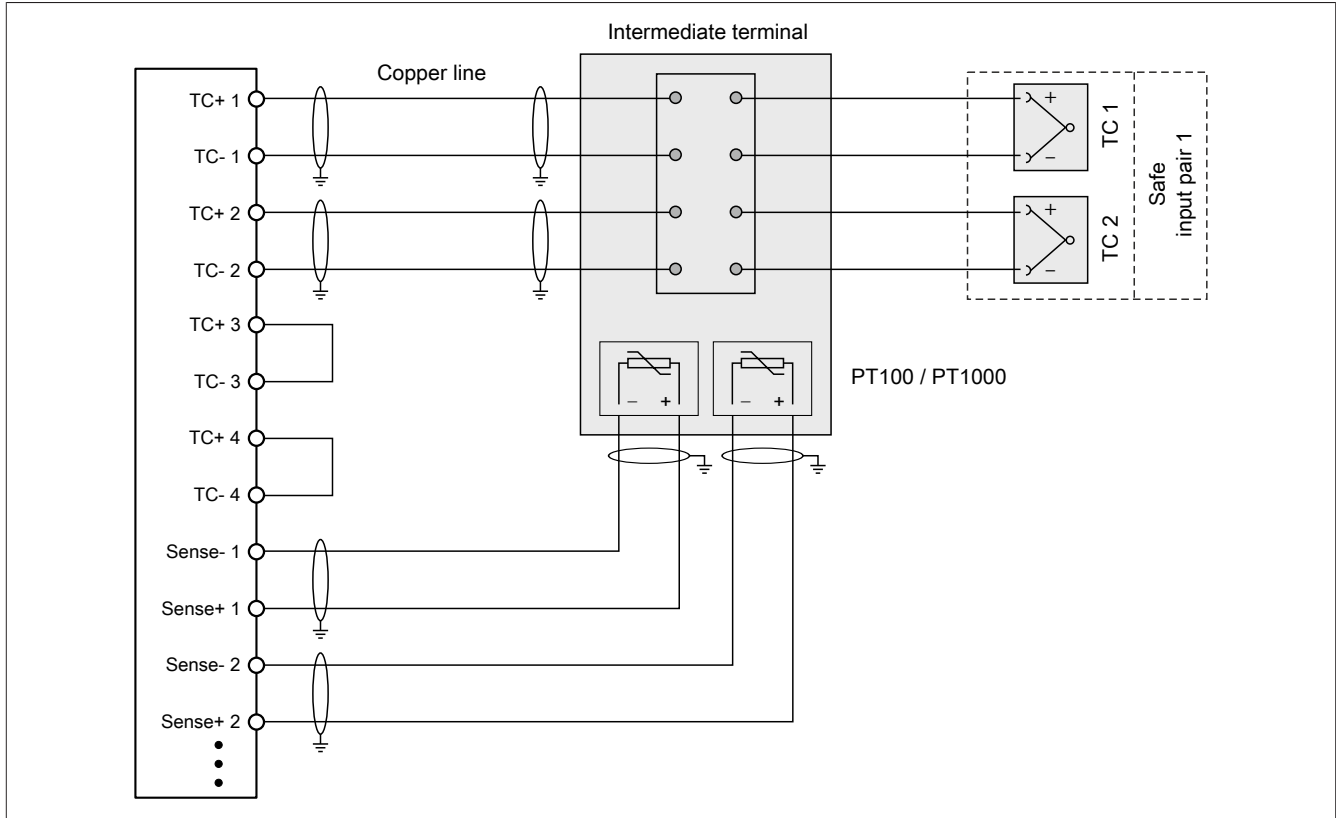 Intermediate terminal
Copper line
TC+ 1
TC- 1
TC+ 2
TC- 2
TC+ 3
TC- 3
TC+ 4
TC- 4
Sense- 1
Sense+ 1
Sense- 2
Sense+ 2
+
−
TC 1
+
−
TC 2
Safe
input pair 1
− +
− +
PT100 / PT1000